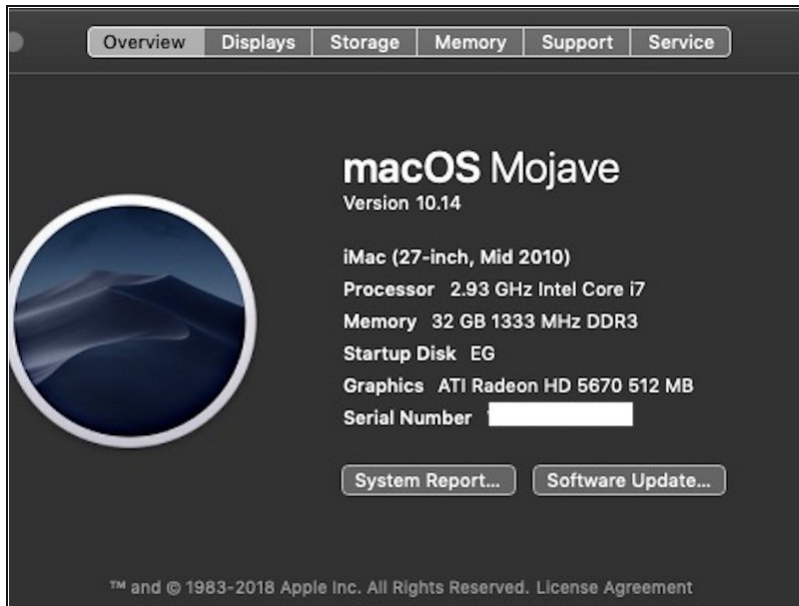 Overview Displays Storage Memory Support Service
macOS Mojave
Version 10.14
iMac (27-inch, Mid 2010)
Processor 2.93 GHz Intel Core i7
Memory 32 GB 1333 MHz DDR3
Startup Disk EG
Graphics ATI Radeon HD 5670 512 MB
Serial Number
System Report... Software Update...
™ and © 1983-2018 Apple Inc. All Rights Reserved. License Agreement